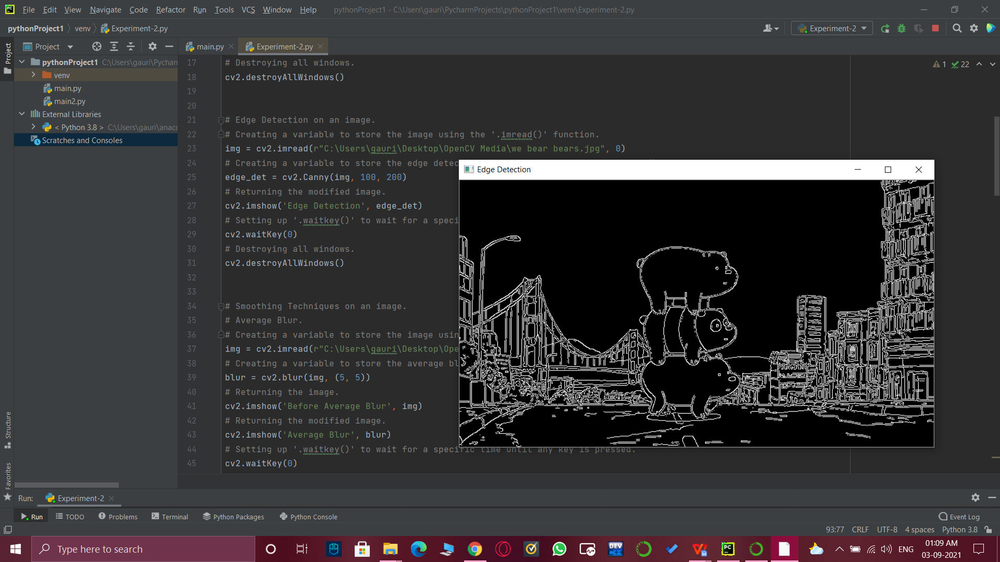 File Edit View Navigate Code Refactor Run Tools VCS Window Help pythonProject1 - C:\Users\gauri\PycharmProjects\pythonProject1\venv\Experiment-2.py
pythonProject1 venv Experiment-2.py Experiment-2
Project Project main.py Experiment-2.py
pythonProject1 C:\Users\gauri\Pychar
venv
main.py
main2.py
External Libraries
< Python 3.8 > C:\Users\gauri\anac
Scratches and Consoles
1 22
17 # Destroying all windows.
18 cv2.destroyAllWindows()
19
20
21 # Edge Detection on an image.
22 # Creating a variable to store the image using the '.imread()' function.
23 img = cv2.imread(r"C:\Users\gauri\Desktop\OpenCV Media\we bear bears.jpg", 0)
24 # Creating a variable to store the edge detec
25 edge_det = cv2.Canny(img, 100, 200)
26 # Returning the modified image.
27 cv2.imshow('Edge Detection', edge_det)
28 # Setting up '.waitkey()' to wait for a speci
29 cv2.waitKey(0)
30 # Destroying all windows.
31 cv2.destroyAllWindows()
32
33
34 # Smoothing Techniques on an image.
35 # Average Blur.
36 # Creating a variable to store the image usin
37 img = cv2.imread(r"C:\Users\gauri\Desktop\Ope
38 # Creating a variable to store the average bl
39 blur = cv2.blur(img, (5, 5))
40 # Returning the image.
41 cv2.imshow('Before Average Blur', img)
42 # Returning the modified image.
43 cv2.imshow('Average Blur', blur)
44 # Setting up '.waitkey()' to wait for a specific time until any key is pressed.
45 cv2.waitKey(0)
Edge Detection
Structure
Favorites
Run: Experiment-2
Run TODO Problems Terminal Python Packages Python Console Event Log
93:77 CRLF UTF-8 4 spaces Python 3.8
Type here to search
DEV
C++
PC
ENG
01:09 AM
03-09-2021